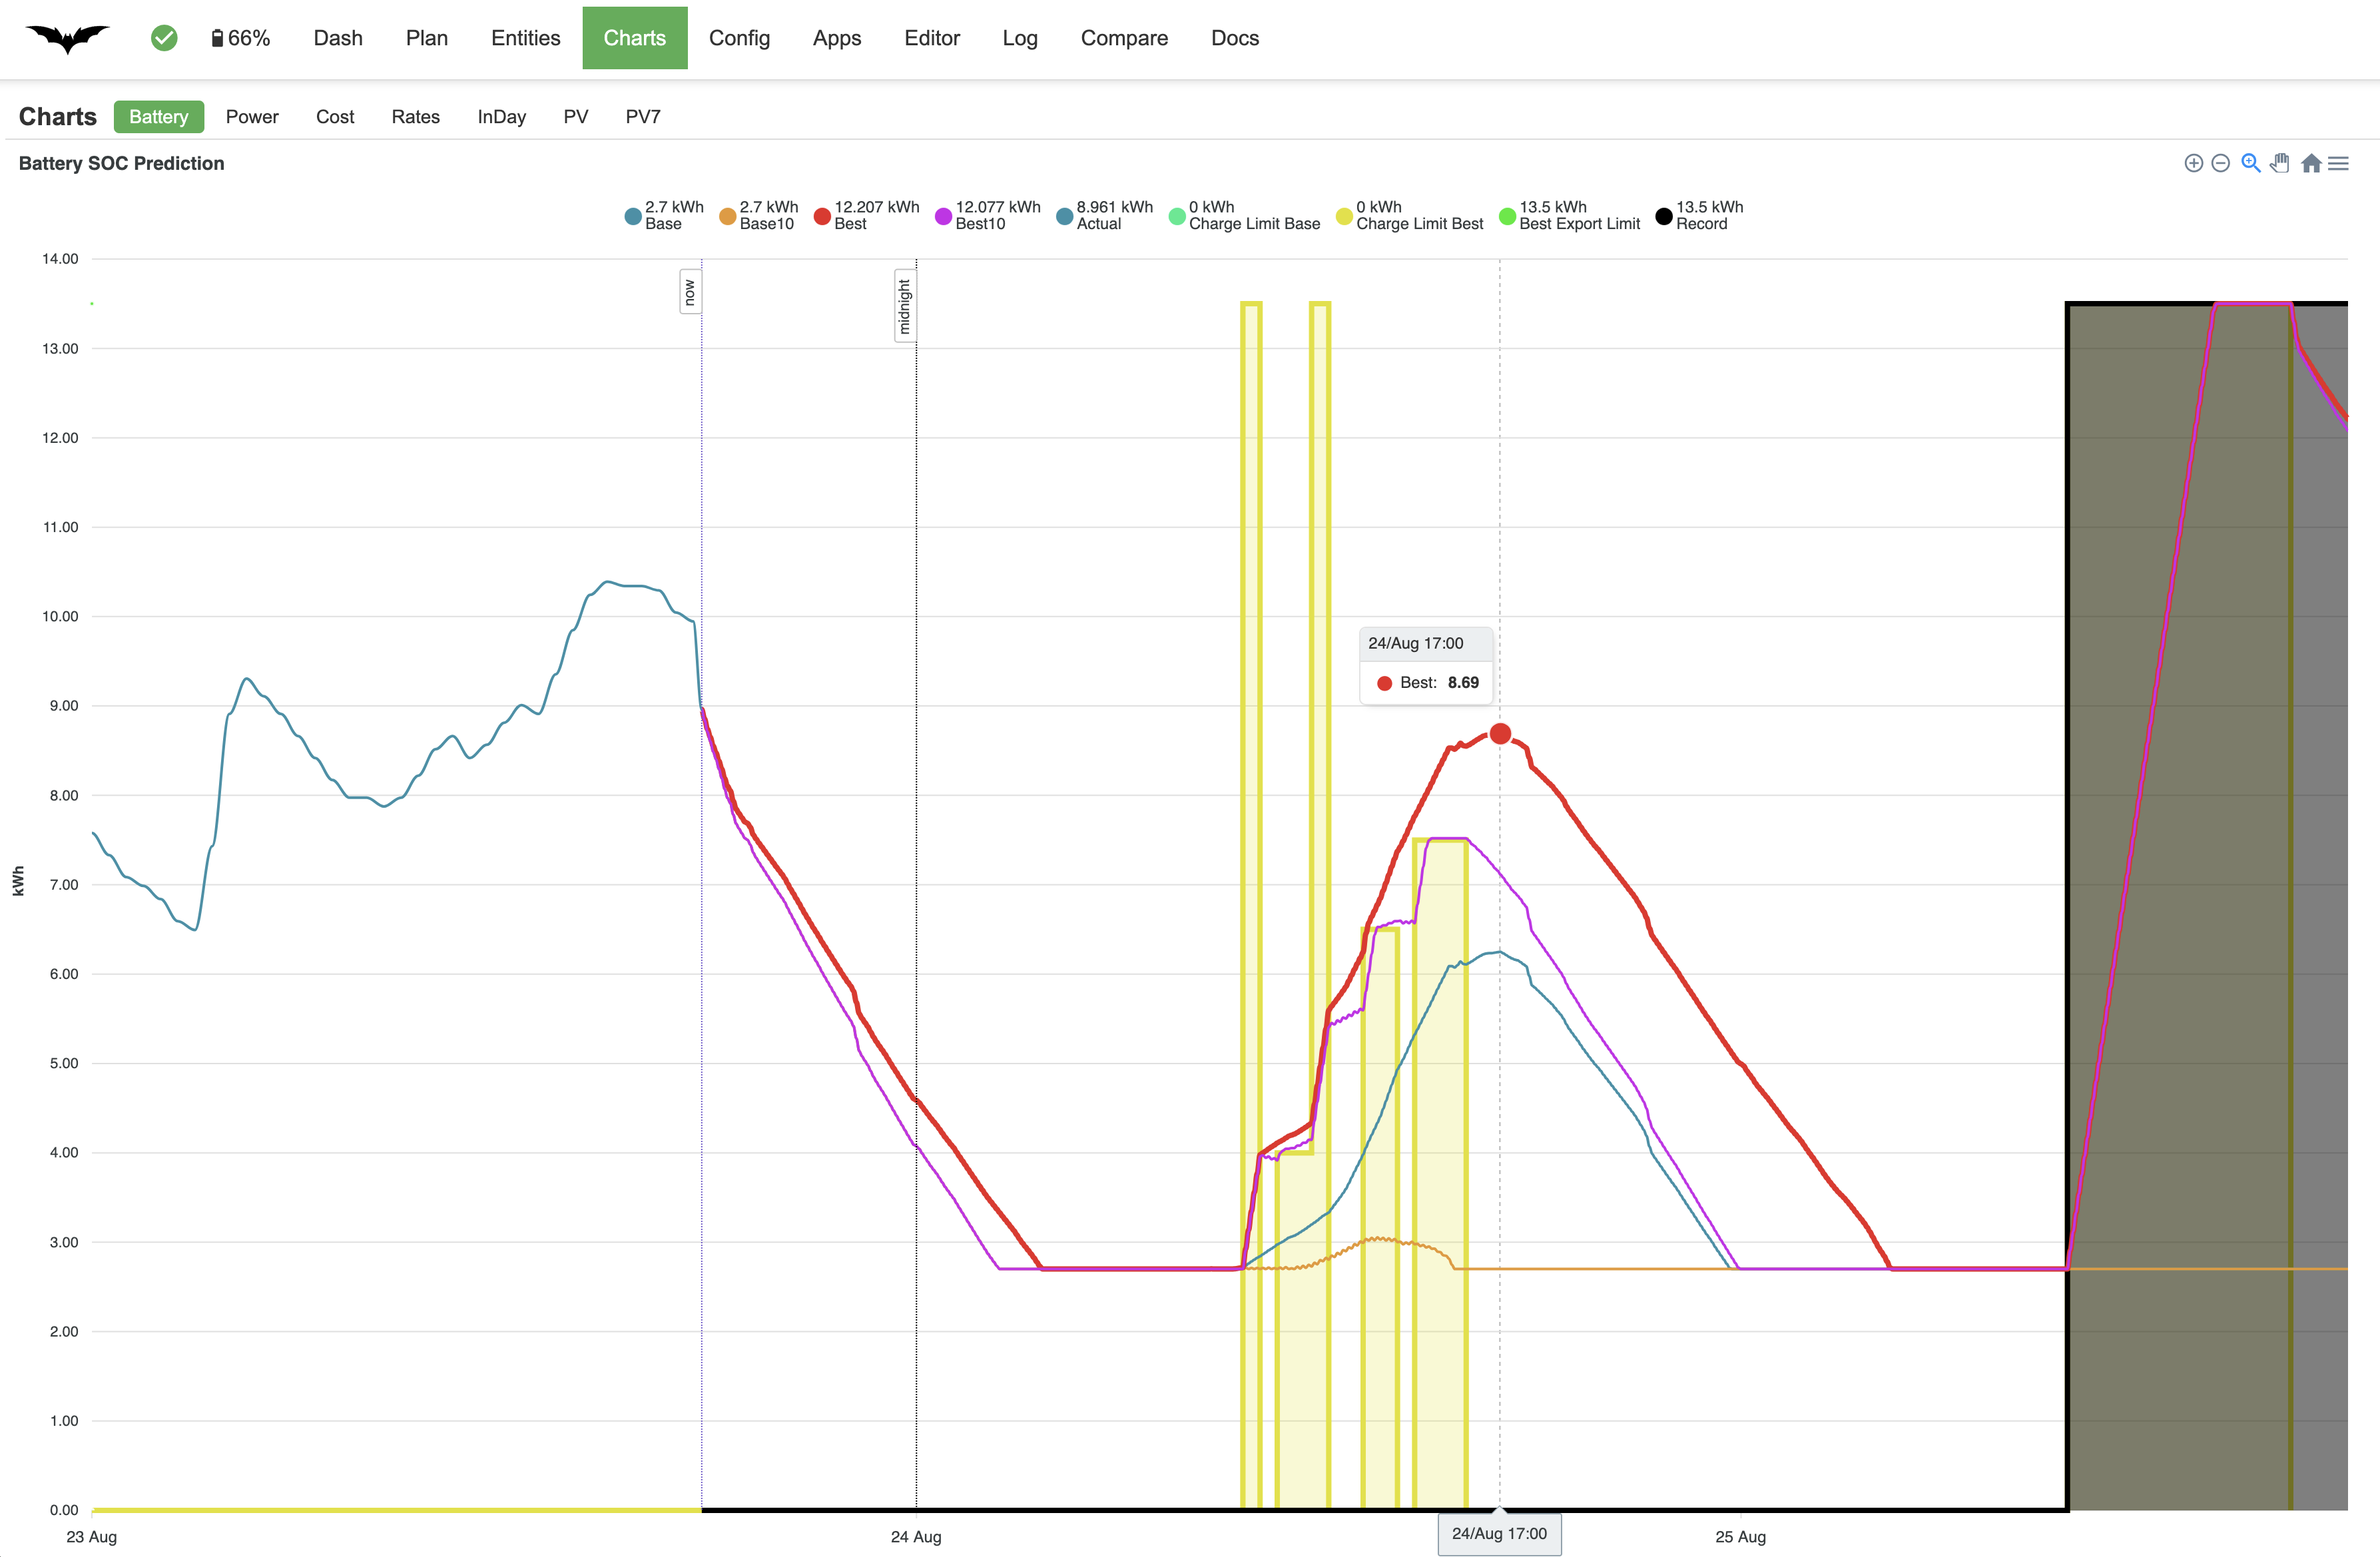 66% Dash Plan Entities Charts Config Apps Editor Log Compare Docs
Charts Battery Power Cost Rates InDay PV PV7
Battery SOC Prediction
2.7 kWh 2.7 kWh 12.207 kWh 12.077 kWh 8.961 kWh 0 kWh 0 kWh 13.5 kWh 13.5 kWh
Base Base10 Best Best10 Actual Charge Limit Base Charge Limit Best Best Export Limit Record
14.00
now
midnight
13.00
12.00
11.00
10.00
24/Aug 17:00
Best: 8.69
9.00
8.00
kWh
7.00
6.00
5.00
4.00
3.00
2.00
1.00
0.00
23 Aug 24 Aug 24/Aug 17:00 25 Aug